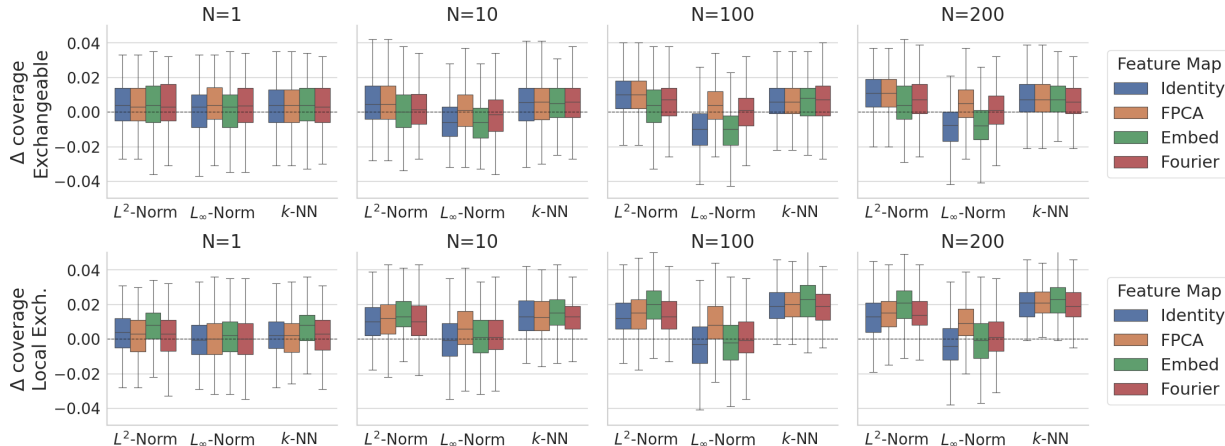 N=1 N=10 N=100 N=200
Δ coverage
Exchangeable
0.04
0.02
0.00
−0.02
−0.04
L²-Norm L∞-Norm k-NN L²-Norm L∞-Norm k-NN L²-Norm L∞-Norm k-NN L²-Norm L∞-Norm k-NN
Feature Map
Identity
FPCA
Embed
Fourier
N=1 N=10 N=100 N=200
Δ coverage
Local Exch.
0.04
0.02
0.00
−0.02
−0.04
L²-Norm L∞-Norm k-NN L²-Norm L∞-Norm k-NN L²-Norm L∞-Norm k-NN L²-Norm L∞-Norm k-NN
Feature Map
Identity
FPCA
Embed
Fourier